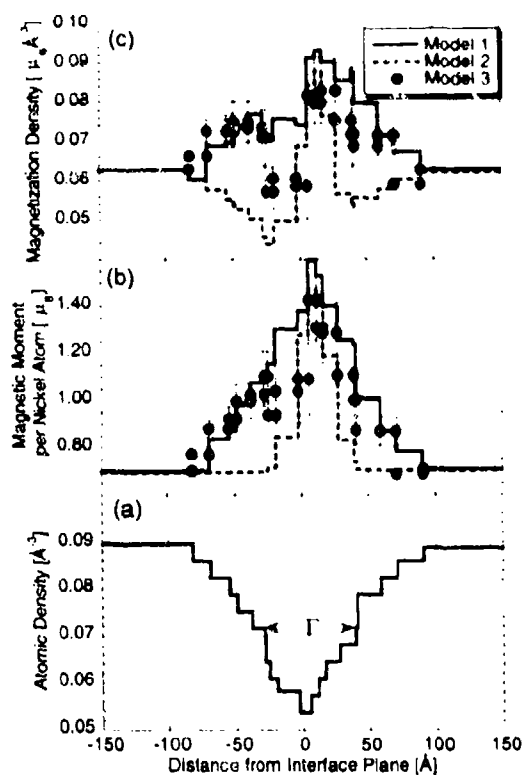 (c)
Magnetization Density [ μB Å-3 ]
0.10
0.09
0.08
0.07
0.06
0.05
Model 1
Model 2
Model 3
(b)
Magnetic Moment
per Nickel Atom [ μB]
1.40
1.20
1.00
0.80
(a)
Atomic Density [Å-3]
0.09
0.08
0.07
0.06
0.05
Γ
-150 -100 -50 0 50 100 150
Distance from Interface Plane [Å]